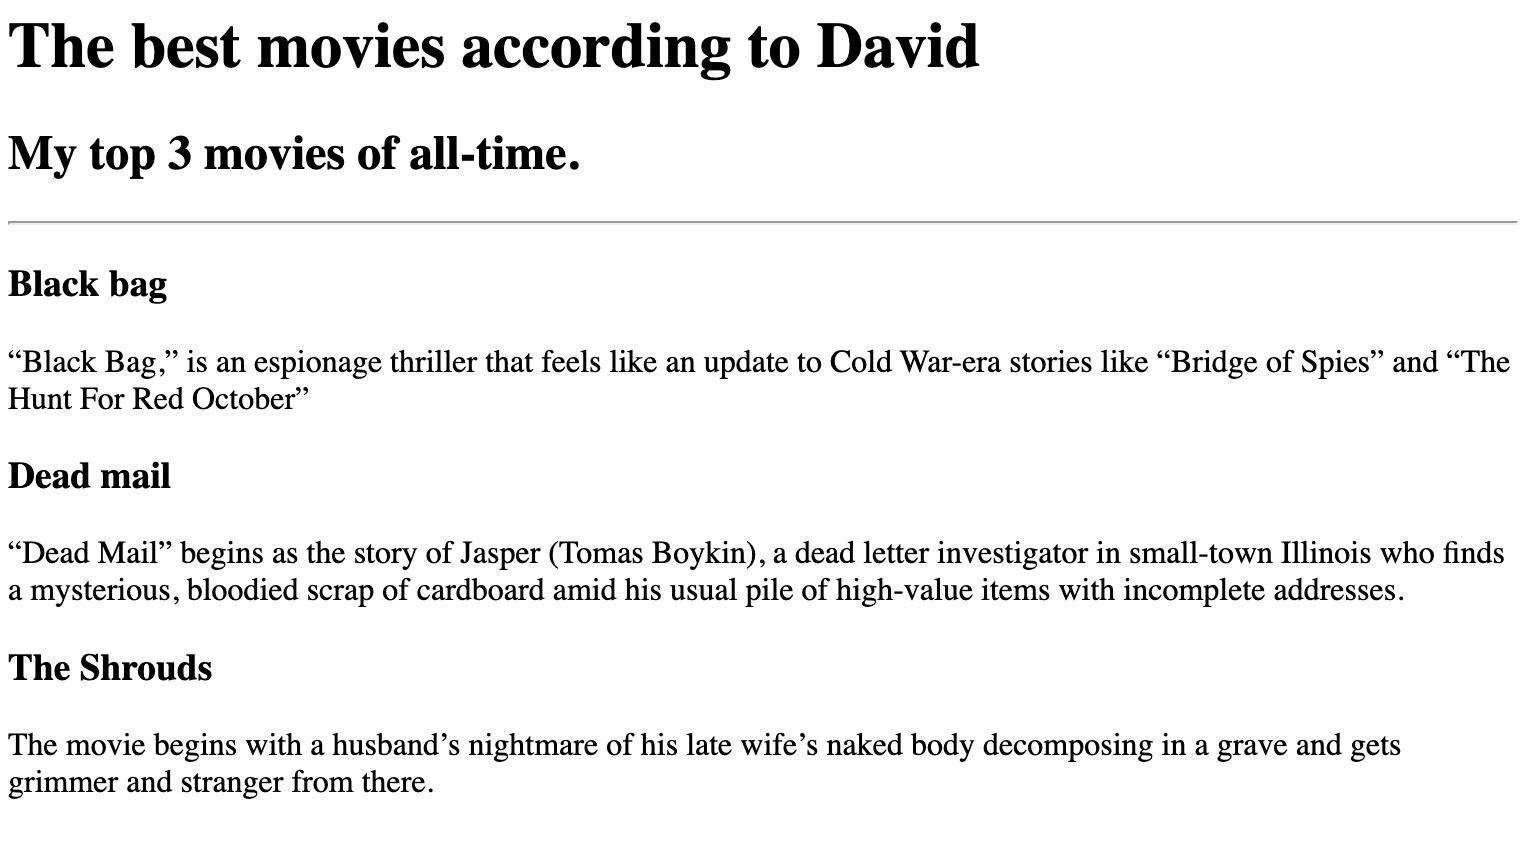 The best movies according to David
My top 3 movies of all-time.
Black bag
“Black Bag,” is an espionage thriller that feels like an update to Cold War-era stories like “Bridge of Spies” and “The
Hunt For Red October”
Dead mail
“Dead Mail” begins as the story of Jasper (Tomas Boykin), a dead letter investigator in small-town Illinois who finds
a mysterious, bloodied scrap of cardboard amid his usual pile of high-value items with incomplete addresses.
The Shrouds
The movie begins with a husband’s nightmare of his late wife’s naked body decomposing in a grave and gets
grimmer and stranger from there.